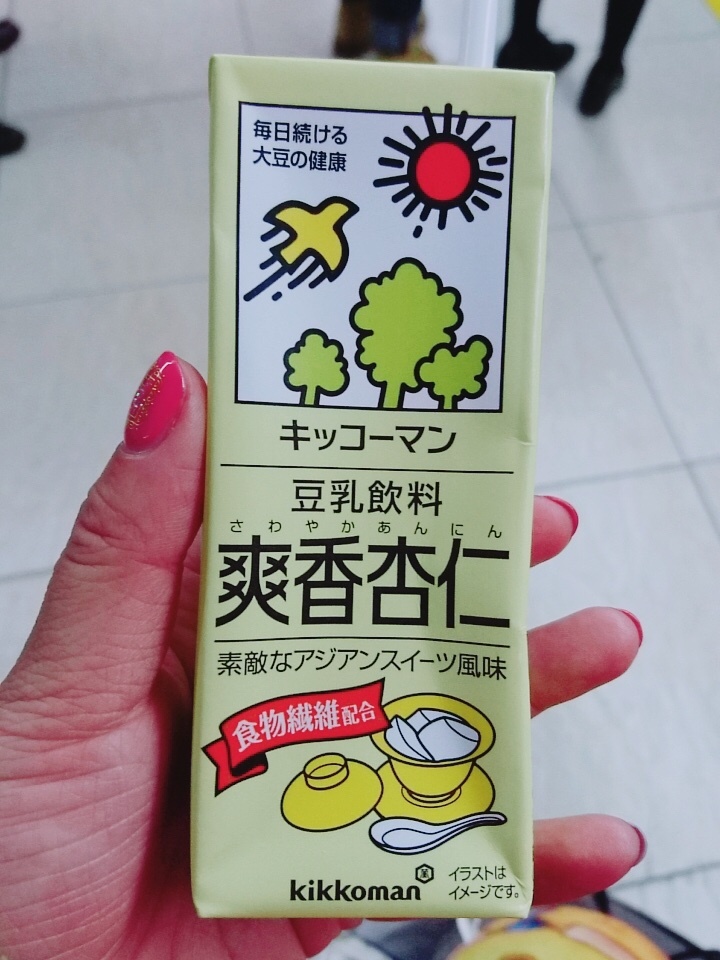 毎日続ける
大豆の健康
キッコーマン
豆乳飲料
さわやかあんにん
爽香杏仁
素敵なアジアンスイーツ風味
食物繊維配合
kikkoman
イラストは
イメージです。